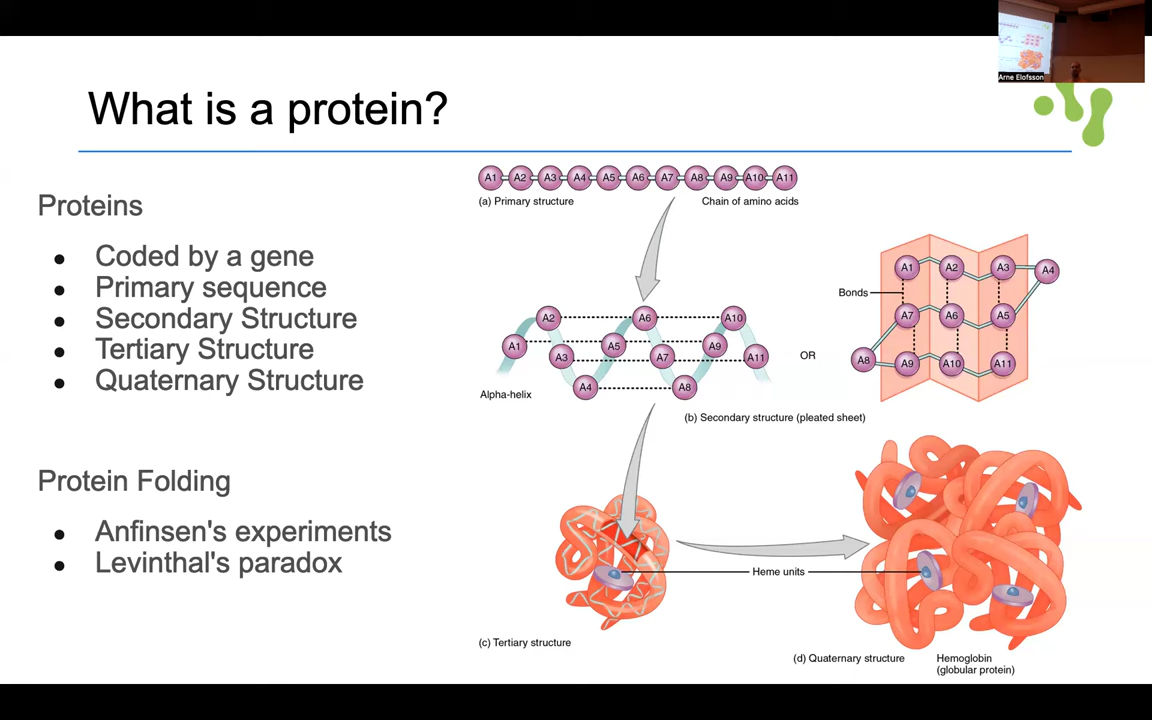 Arne Elofsson
What is a protein?
Proteins
Coded by a gene
Primary sequence
Secondary Structure
Tertiary Structure
Quaternary Structure
Protein Folding
Anfinsen's experiments
Levinthal's paradox
A1 A2 A3 A4 A5 A6 A7 A8 A9 A10 A11
(a) Primary structure
Chain of amino acids
A2 A6 A10
A1 A5 A9
A3 A7 A11
A4 A8
Alpha-helix
OR
A1 A2 A3 A4
Bonds
A7 A6 A5
A8 A9 A10 A11
(b) Secondary structure (pleated sheet)
Heme units
(c) Tertiary structure
(d) Quaternary structure
Hemoglobin
(globular protein)